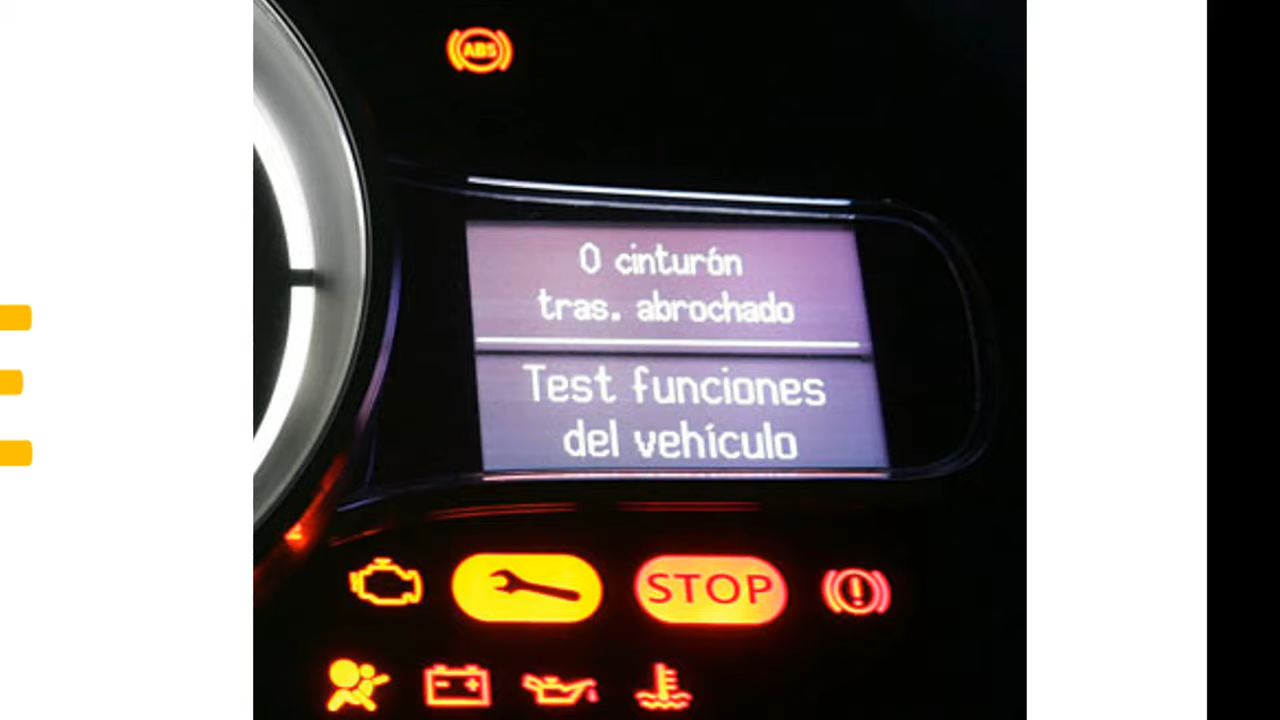 ABS
0 cinturón
tras. abrochado
Test funciones
del vehículo
STOP